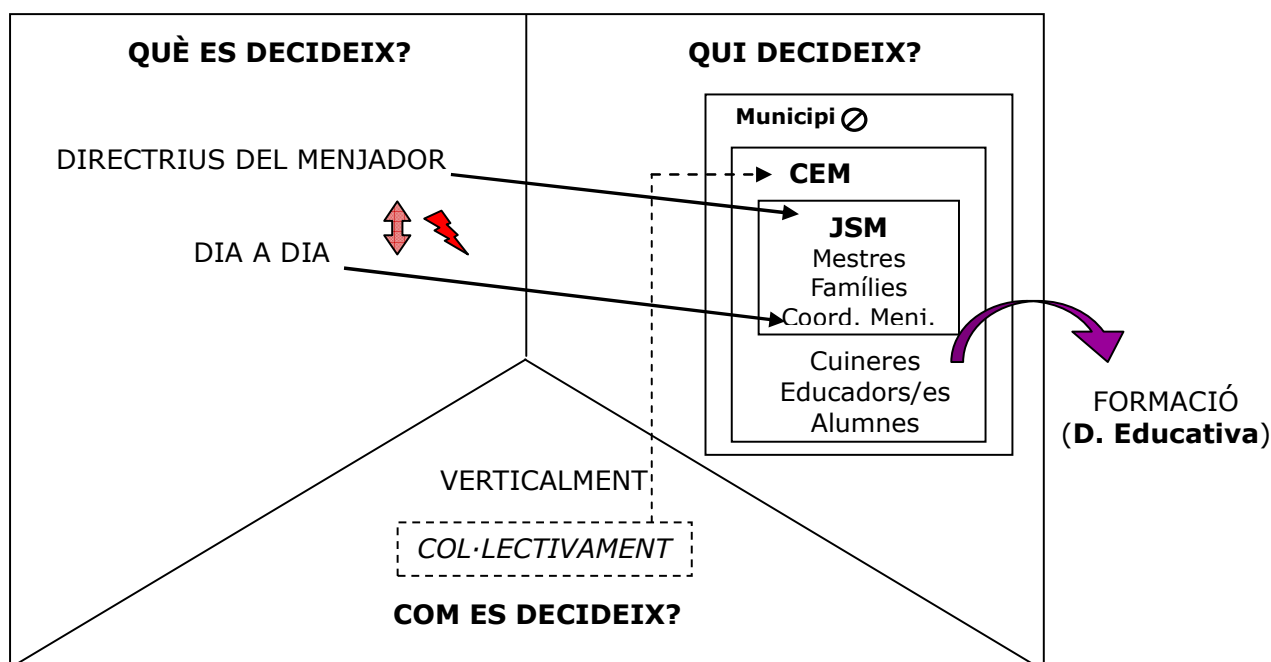 QUÈ ES DECIDEIX?
QUI DECIDEIX?
Municipi
DIRECTRIUS DEL MENJADOR
CEM
JSM
DIA A DIA
Mestres
Famílies
Coord. Meni.
Cuineres
Educadors/es
Alumnes
FORMACIÓ
(D. Educativa)
VERTICALMENT
COL·LECTIVAMENT
COM ES DECIDEIX?